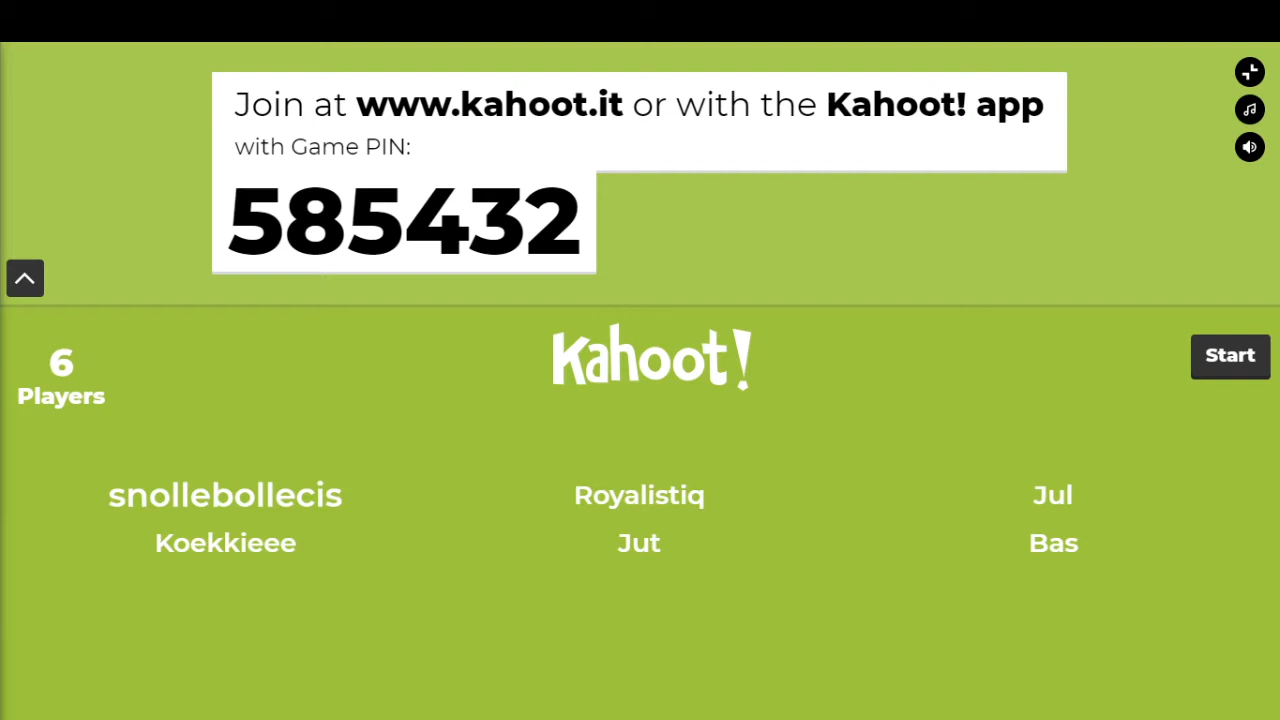 Join at www.kahoot.it or with the Kahoot! app
with Game PIN:
585432
6
Players
Kahoot!
Start
snollebollecis
Royalistiq
Jul
Koekkieee
Jut
Bas